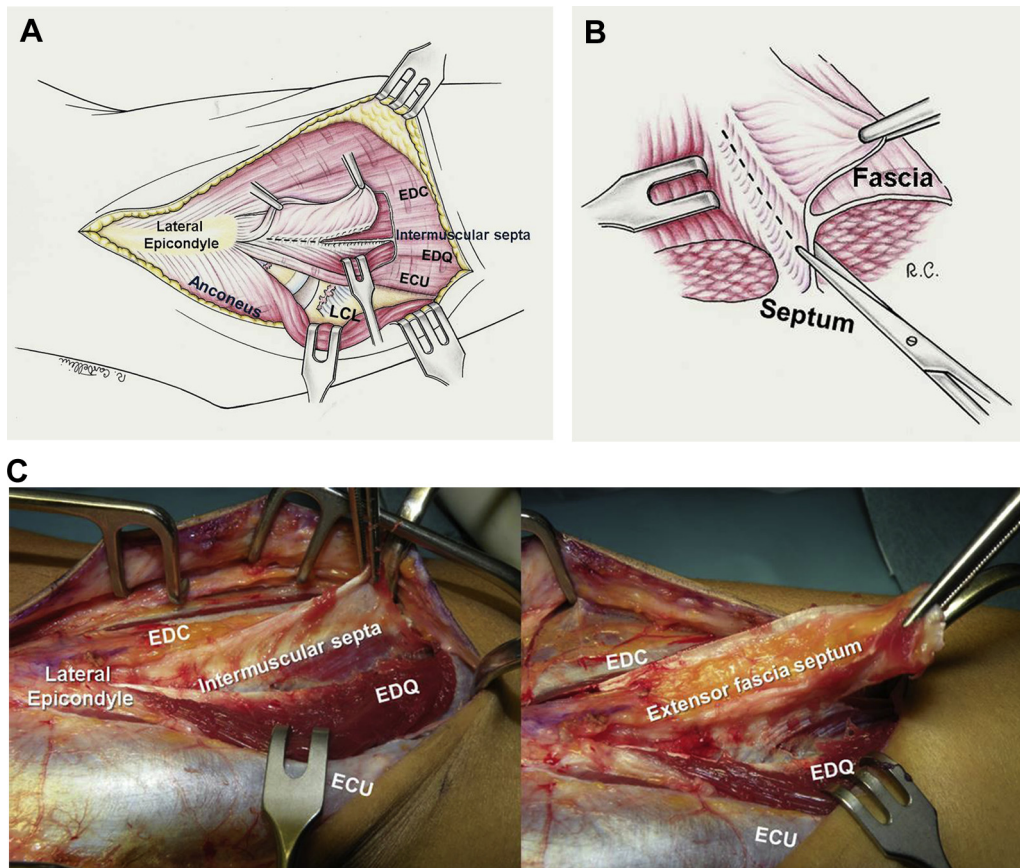 A
EDC
Lateral
Epicondyle
Intermuscular septa
EDQ
ECU
Anconeus
LCL
B
Fascia
R.C.
Septum
C
EDC
Intermuscular septa
Lateral
Epicondyle
EDQ
ECU
EDC
Extensor fascia septum
EDQ
ECU